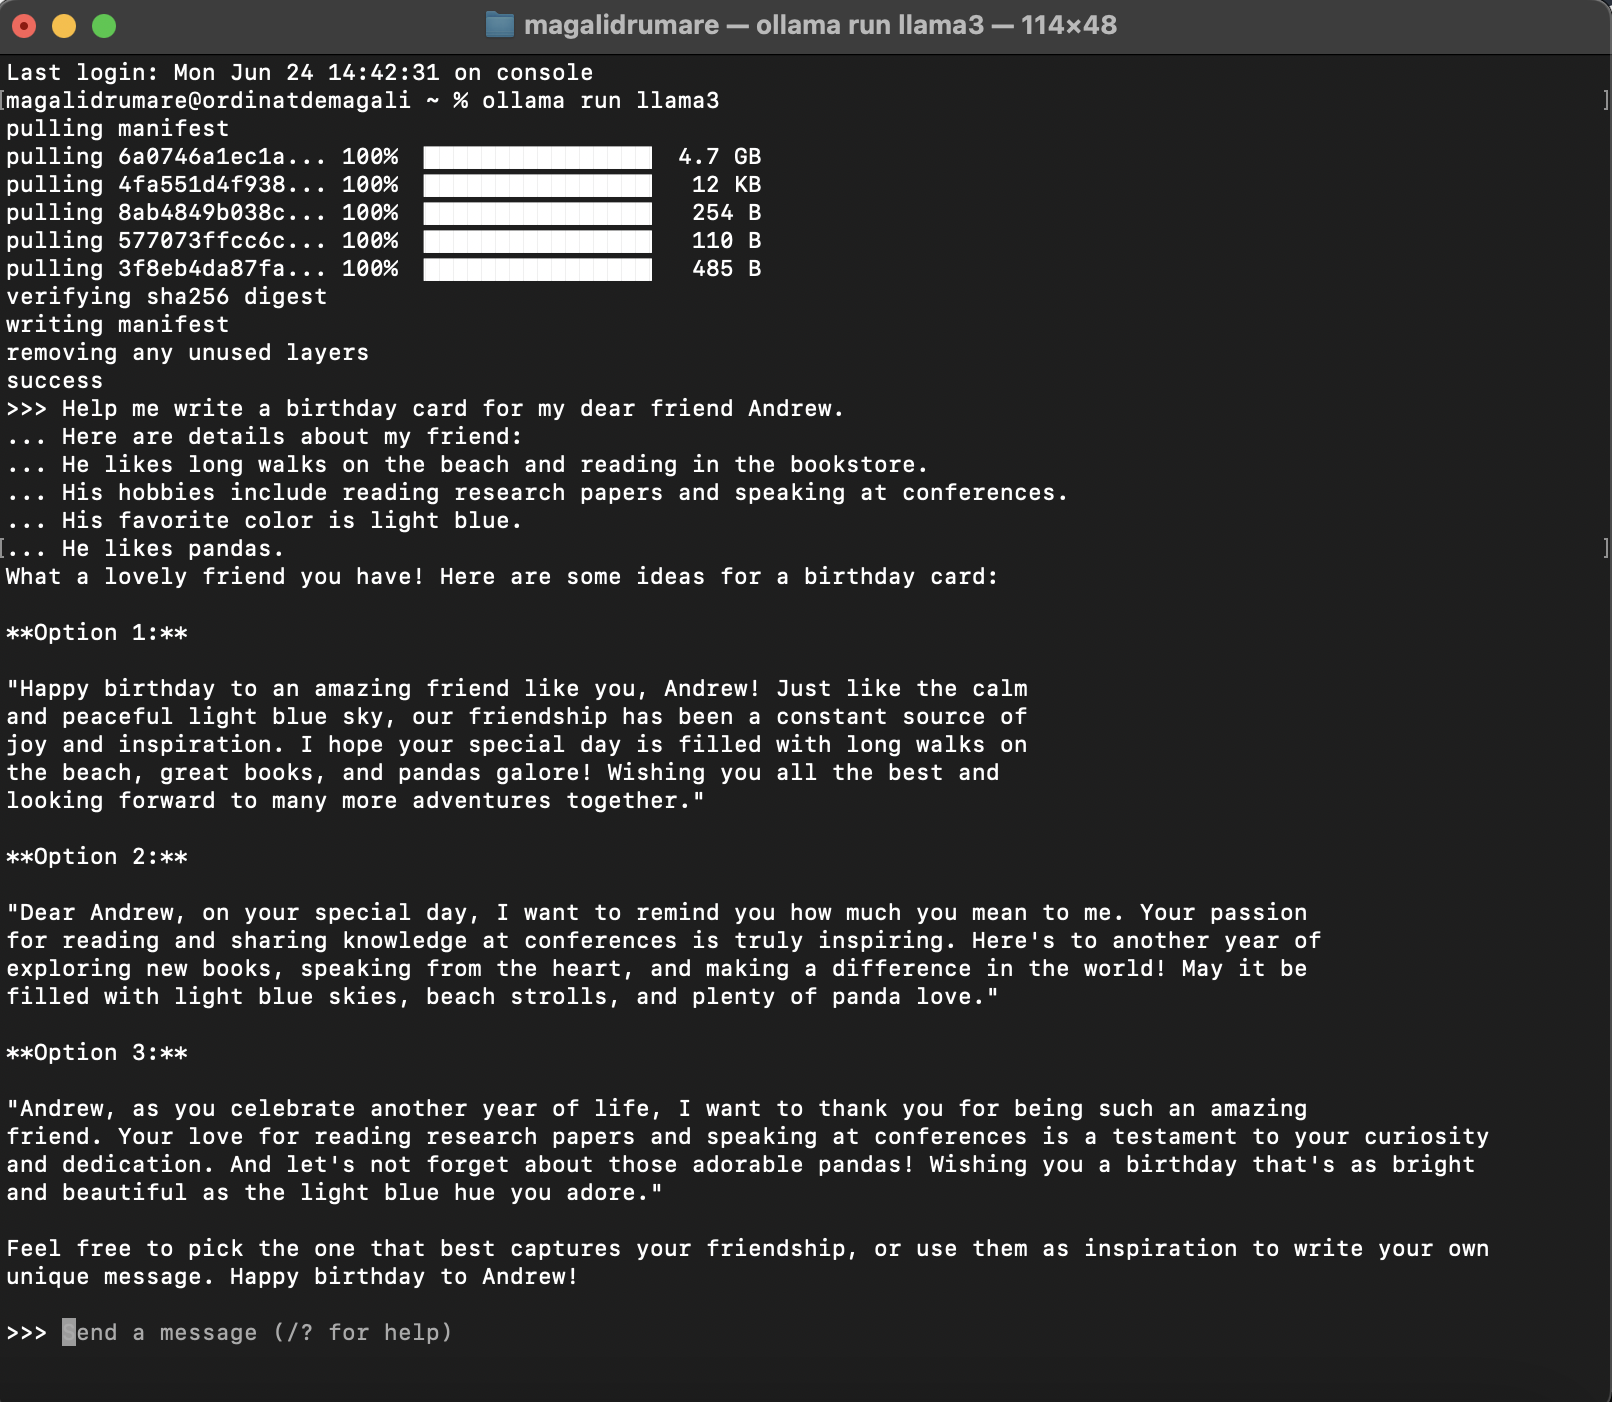 magalidrumare — ollama run llama3 — 114×48
Last login: Mon Jun 24 14:42:31 on console
[magalidrumare@ordinatdemagali ~ % ollama run llama3 ]
pulling manifest
pulling 6a0746a1ec1a... 100% 4.7 GB
pulling 4fa551d4f938... 100% 12 KB
pulling 8ab4849b038c... 100% 254 B
pulling 577073ffcc6c... 100% 110 B
pulling 3f8eb4da87fa... 100% 485 B
verifying sha256 digest
writing manifest
removing any unused layers
success
>>> Help me write a birthday card for my dear friend Andrew.
... Here are details about my friend:
... He likes long walks on the beach and reading in the bookstore.
... His hobbies include reading research papers and speaking at conferences.
... His favorite color is light blue.
[... He likes pandas. ]
What a lovely friend you have! Here are some ideas for a birthday card:
**Option 1:**
"Happy birthday to an amazing friend like you, Andrew! Just like the calm
and peaceful light blue sky, our friendship has been a constant source of
joy and inspiration. I hope your special day is filled with long walks on
the beach, great books, and pandas galore! Wishing you all the best and
looking forward to many more adventures together."
**Option 2:**
"Dear Andrew, on your special day, I want to remind you how much you mean to me. Your passion
for reading and sharing knowledge at conferences is truly inspiring. Here's to another year of
exploring new books, speaking from the heart, and making a difference in the world! May it be
filled with light blue skies, beach strolls, and plenty of panda love."
**Option 3:**
"Andrew, as you celebrate another year of life, I want to thank you for being such an amazing
friend. Your love for reading research papers and speaking at conferences is a testament to your curiosity
and dedication. And let's not forget about those adorable pandas! Wishing you a birthday that's as bright
and beautiful as the light blue hue you adore."
Feel free to pick the one that best captures your friendship, or use them as inspiration to write your own
unique message. Happy birthday to Andrew!
>>> Send a message (/? for help)